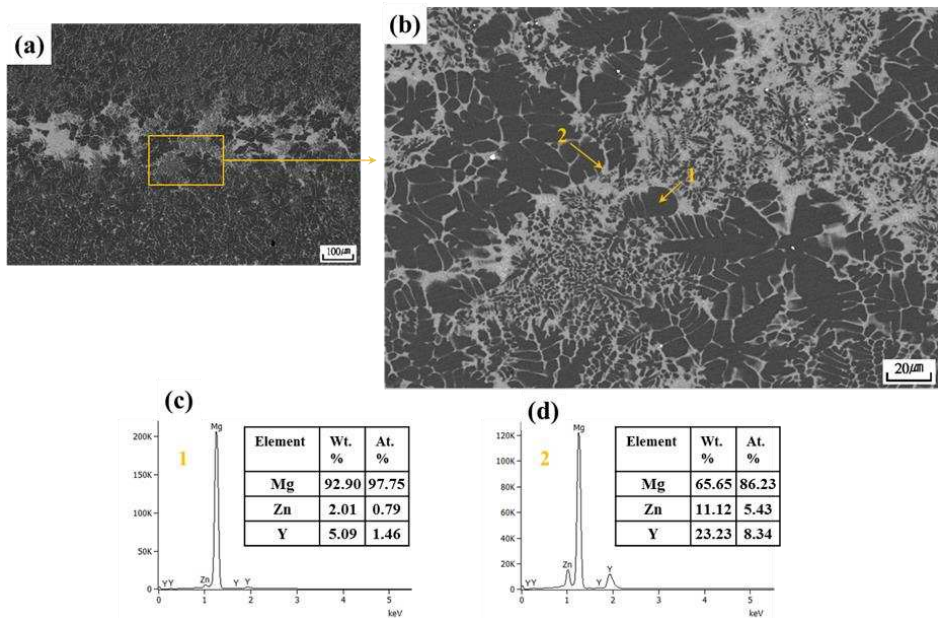 (a)
100㎛
(b)
2
1
20㎛
(c)
Mg
200K
150K
100K
50K
0
1
Y Y
Zn
Y
Y
0 1 2 3 4 5
keV
Element Wt. % At. %
Mg 92.90 97.75
Zn 2.01 0.79
Y 5.09 1.46
(d)
Mg
120K
100K
80K
60K
40K
20K
0
2
Y Y
Zn
Y
Y
0 1 2 3 4 5
keV
Element Wt. % At. %
Mg 65.65 86.23
Zn 11.12 5.43
Y 23.23 8.34